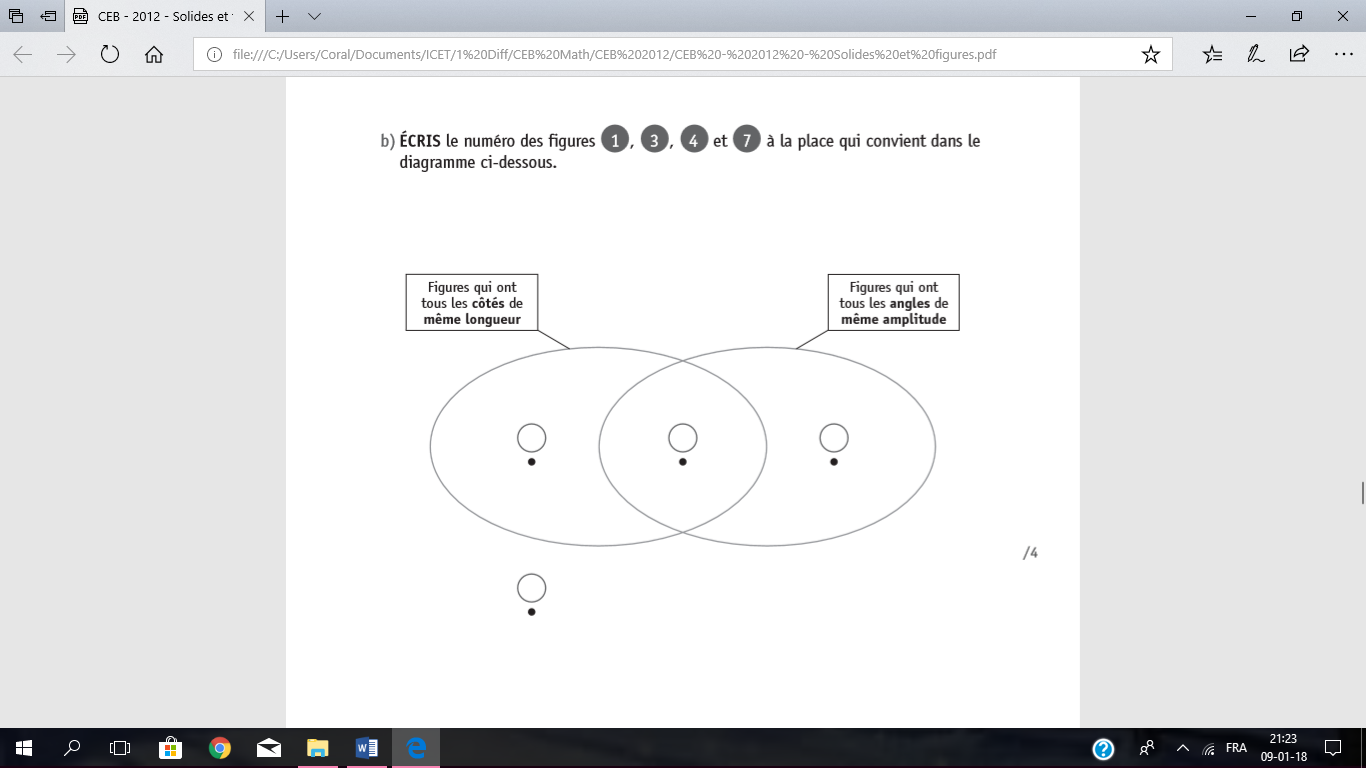 CEB - 2012 - Solides et
file:///C:/Users/Coral/Documents/ICET/1%20Diff/CEB%20Math/CEB%202012/CEB%20-%202012%20-%20Solides%20et%20figures.pdf
b) ÉCRIS le numéro des figures 1, 3, 4 et 7 à la place qui convient dans le
diagramme ci-dessous.
Figures qui ont
tous les côtés de
même longueur
Figures qui ont
tous les angles de
même amplitude
/4
FRA
21:23
09-01-18